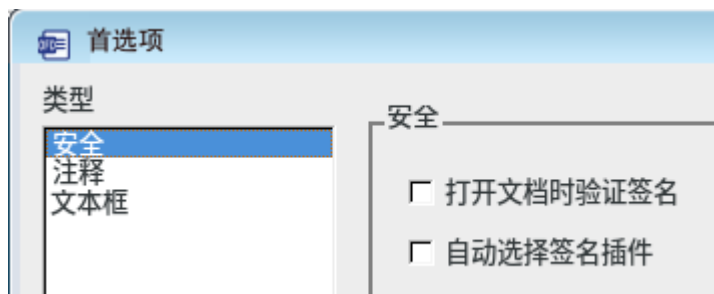 首选项
类型
安全
注释
文本框
安全
打开文档时验证签名
自动选择签名插件